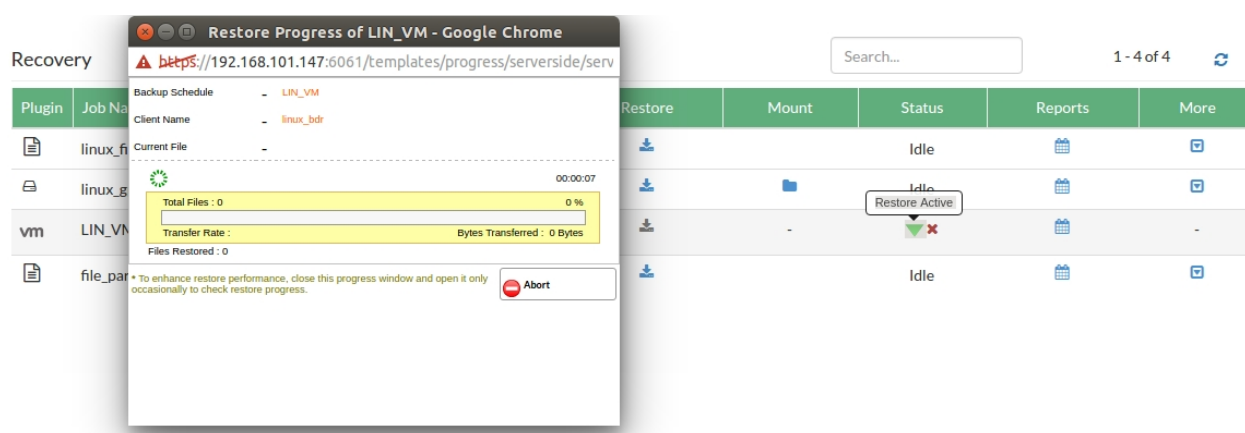 Restore Progress of LIN_VM - Google Chrome
https://192.168.101.147:6061/templates/progress/serverside/serv
Recovery
Search...
1 - 4 of 4
Plugin Job Na Restore Mount Status Reports More
Backup Schedule - LIN_VM
Client Name - linux_bdr
Current File -
00:00:07
Total Files : 0 0 %
Transfer Rate : Bytes Transferred : 0 Bytes
Files Restored : 0
* To enhance restore performance, close this progress window and open it only
occasionally to check restore progress.
Abort
linux_fi Idle
linux_g Idle
Restore Active
vm LIN_VM - -
file_par Idle